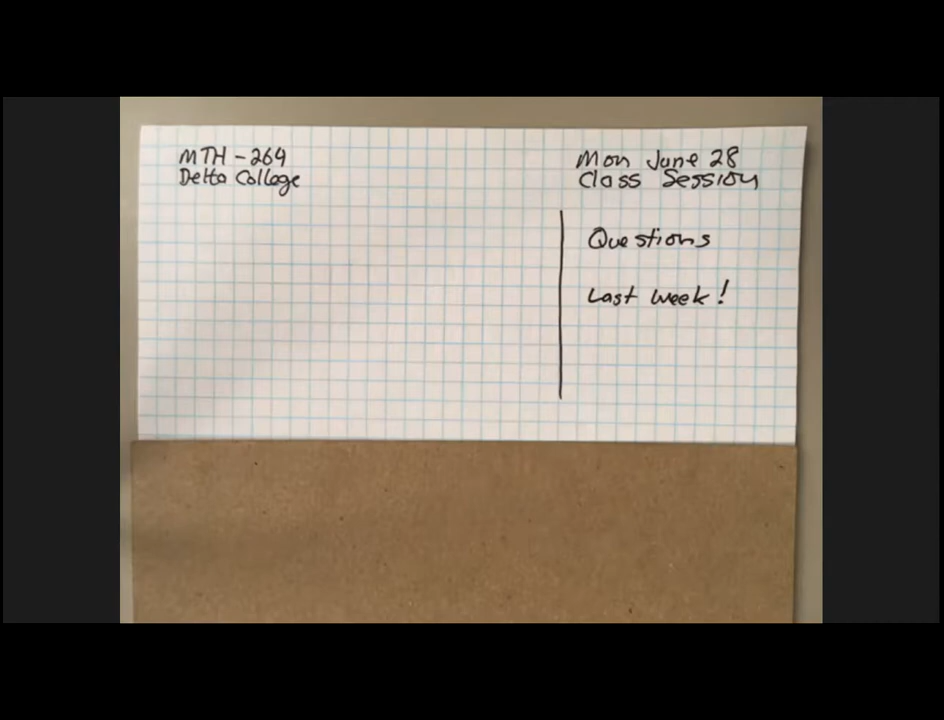 MTH - 264
Delta College
Mon June 28
Class Session
Questions
Last week!